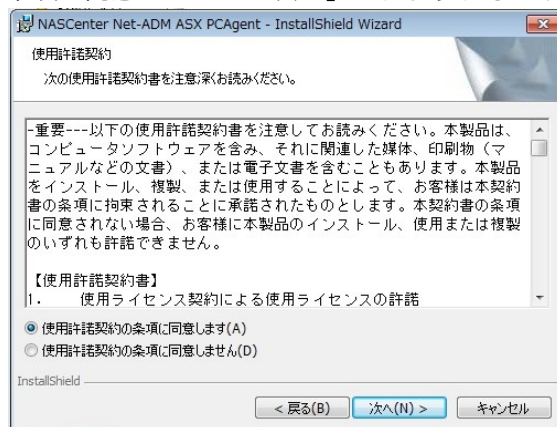 NASCenter Net-ADM ASX PCAgent - InstallShield Wizard
使用許諾契約
次の使用許諾契約書を注意深くお読みください。
-重要---以下の使用許諾契約書を注意してお読みください。本製品は、
コンピュータソフトウェアを含み、それに関連した媒体、印刷物（マ
ニュアルなどの文書）、または電子文書を含むこともあります。本製品
をインストール、複製、または使用することによって、お客様は本契約
書の条項に拘束されることに承諾されたものとします。本契約書の条項
に同意されない場合、お客様に本製品のインストール、使用または複製
のいずれも許諾できません。
【使用許諾契約書】
1.　　使用ライセンス契約による使用ライセンスの許諾
使用許諾契約の条項に同意します(A)
使用許諾契約の条項に同意しません(D)
InstallShield
< 戻る(B) 次へ(N) > キャンセル